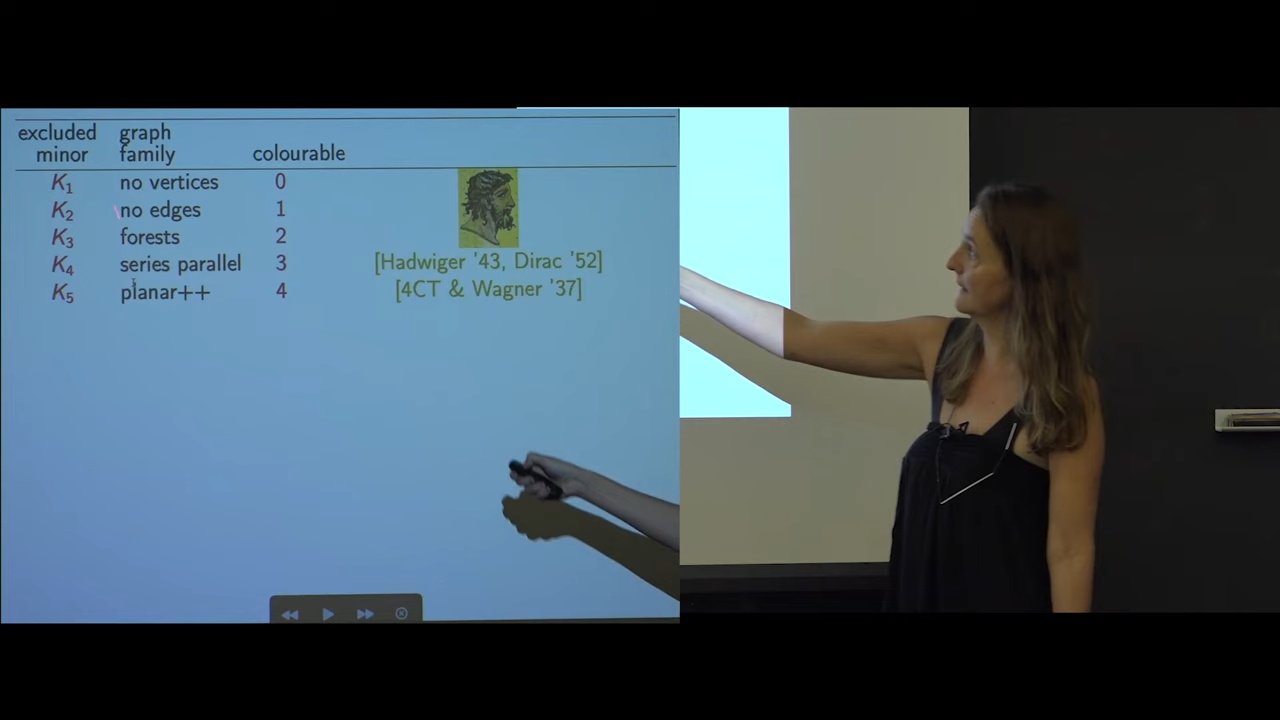 excluded minor graph family colourable
K₁ no vertices 0
K₂ no edges 1
K₃ forests 2
K₄ series parallel 3 [Hadwiger '43, Dirac '52]
K₅ planar++ 4 [4CT & Wagner '37]